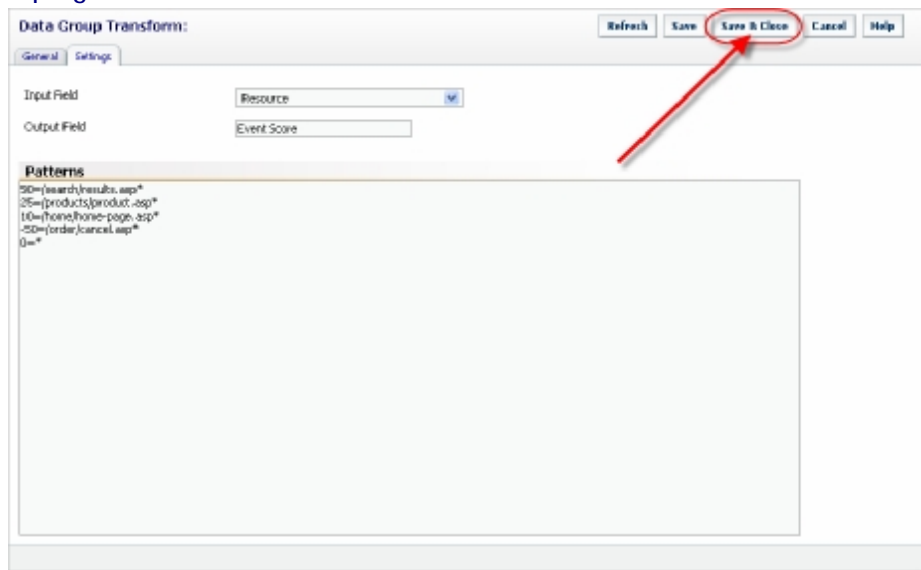 Data Group Transform:
Refresh Save Save & Close Cancel Help
General Settings
Input Field Resource
Output Field Event Score
Patterns
50=/search/results.asp*
25=/products/product.asp*
10=/home/home-page.asp*
-50=/order/cancel.asp*
0=*